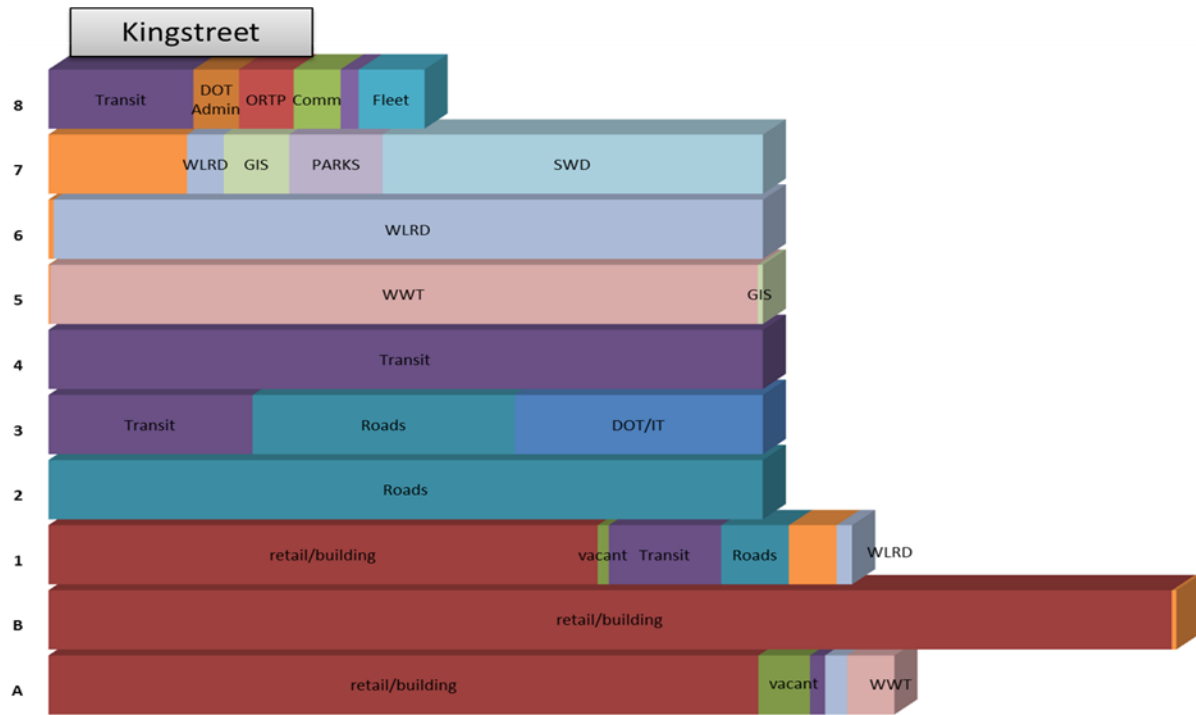 Kingstreet
8
Transit
DOT
Admin
ORTP
Comm
Fleet
7
WLRD
GIS
PARKS
SWD
6
WLRD
5
WWT
GIS
4
Transit
3
Transit
Roads
DOT/IT
2
Roads
1
retail/building
vacant
Transit
Roads
WLRD
B
retail/building
A
retail/building
vacant
WWT